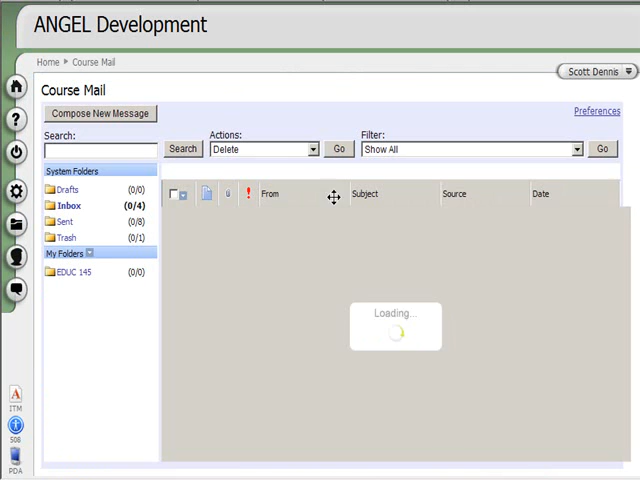 ANGEL Development
Home
Course Mail
Scott Dennis
Course Mail
Compose New Message
Preferences
Search:
Actions:
Filter:
Search
Delete
Go
Show All
Go
System Folders
Drafts (0/0)
Inbox (0/4)
Sent (0/8)
Trash (0/1)
My Folders
EDUC 145 (0/0)
From
Subject
Source
Date
Loading...
ITM
508
PDA